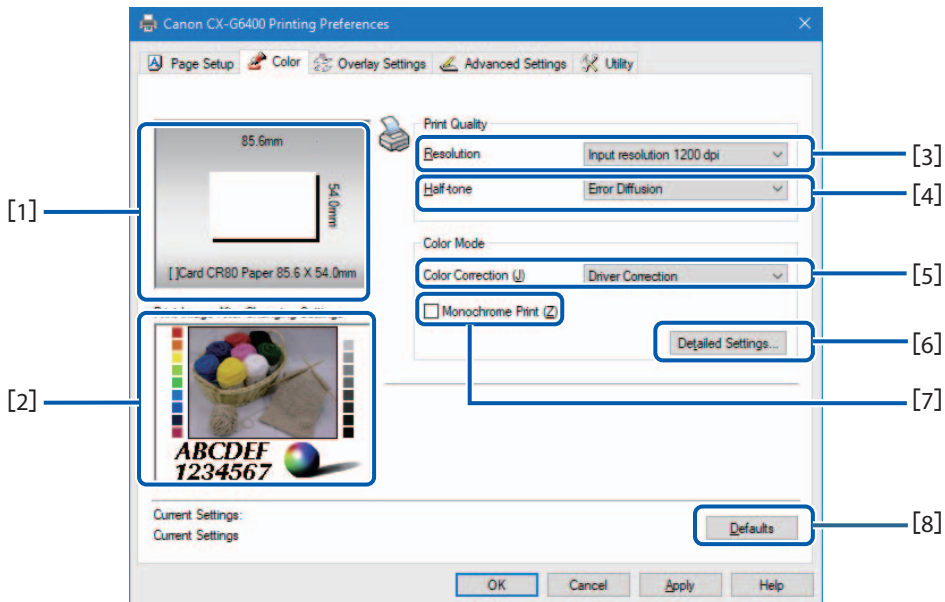 Canon CX-G6400 Printing Preferences
Page Setup Color Overlay Settings Advanced Settings Utility
Print Quality
85.6mm
54.0mm
[ ]Card CR80 Paper 85.6 X 54.0mm
Resolution Input resolution 1200 dpi
Half-tone Error Diffusion
Color Mode
Color Correction (J) Driver Correction
Monochrome Print (Z)
Detailed Settings...
ABCDEF
1234567
Current Settings:
Current Settings
Defaults
OK Cancel Apply Help
[1]
[2]
[3]
[4]
[5]
[6]
[7]
[8]